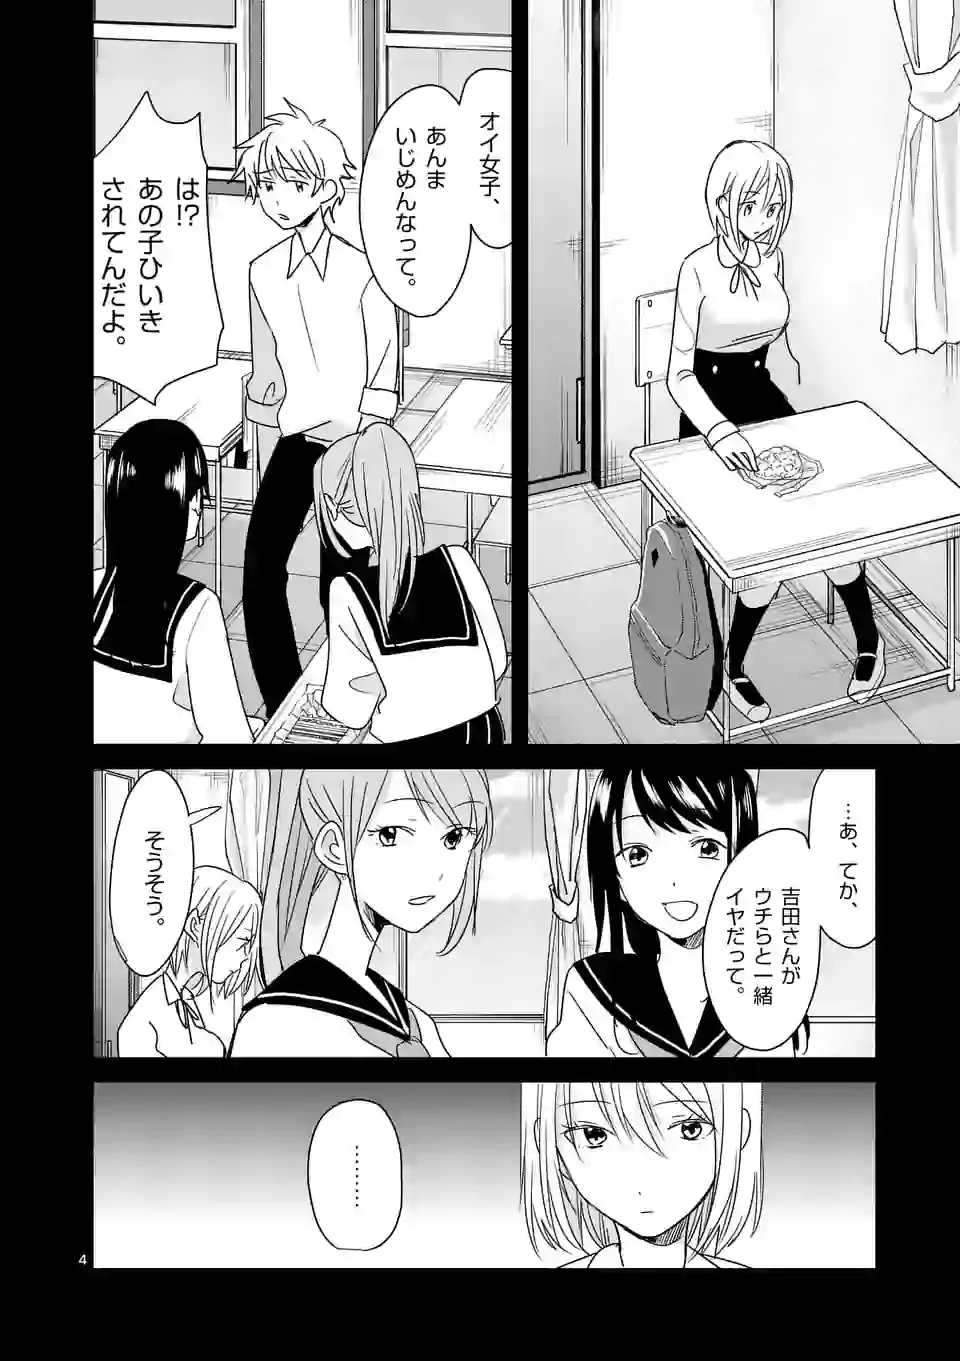 オイ女子、
あんま
いじめんなって。
は!?
あの子ひいき
されてんだよ。
…あ、てか、
吉田さんが
ウチらと一緒
イヤだって。
そうそう。
………
4